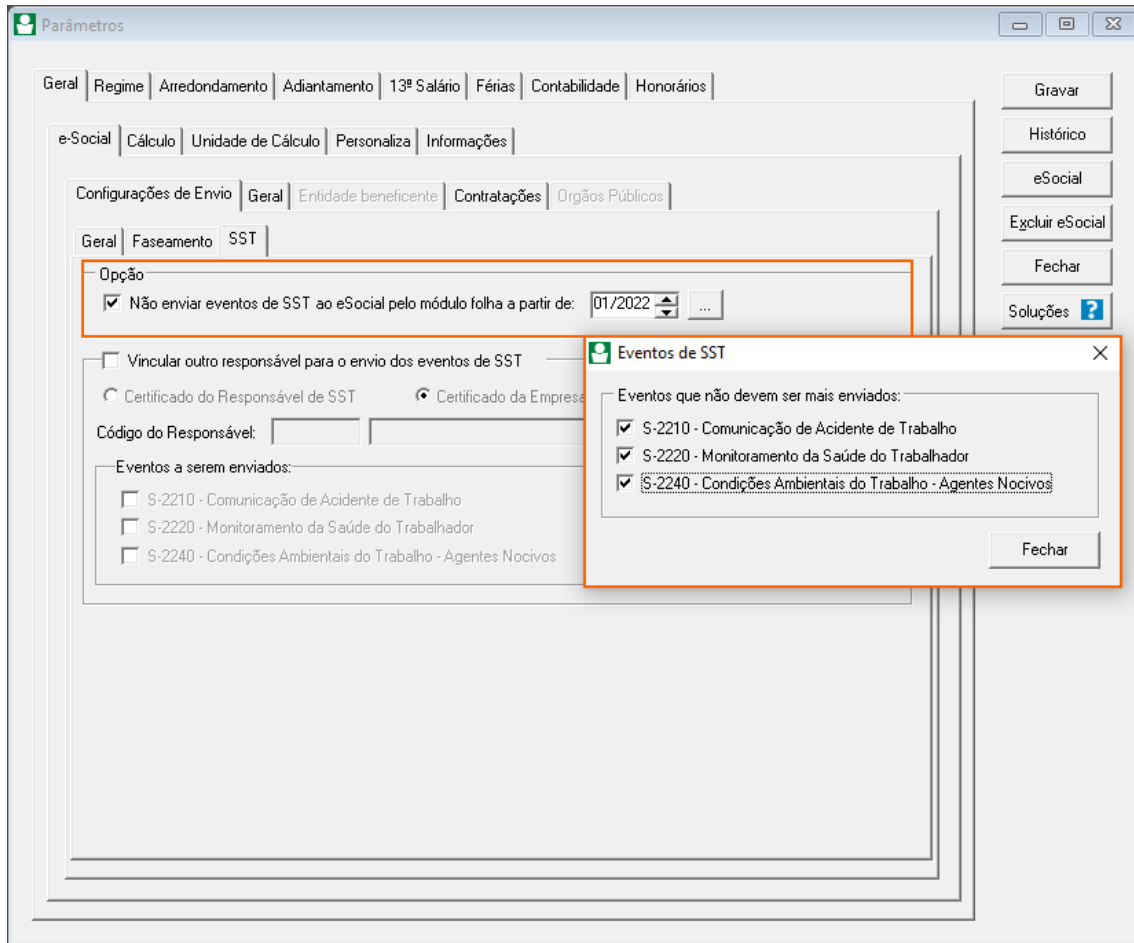 Parâmetros
Geral Regime Arredondamento Adiantamento 13º Salário Férias Contabilidade Honorários
Gravar
e-Social Cálculo Unidade de Cálculo Personaliza Informações
Histórico
eSocial
Configurações de Envio Geral Entidade beneficente Contratações Orgãos Públicos
Excluir eSocial
Geral Faseamento SST
Fechar
Opção
Não enviar eventos de SST ao eSocial pelo módulo folha a partir de: 01/2022 ...
Soluções ?
Vincular outro responsável para o envio dos eventos de SST
Certificado do Responsável de SST Certificado da Empresa
Código do Responsável:
Eventos a serem enviados:
S-2210 - Comunicação de Acidente de Trabalho
S-2220 - Monitoramento da Saúde do Trabalhador
S-2240 - Condições Ambientais do Trabalho - Agentes Nocivos
Eventos de SST
Eventos que não devem ser mais enviados:
S-2210 - Comunicação de Acidente de Trabalho
S-2220 - Monitoramento da Saúde do Trabalhador
S-2240 - Condições Ambientais do Trabalho - Agentes Nocivos
Fechar